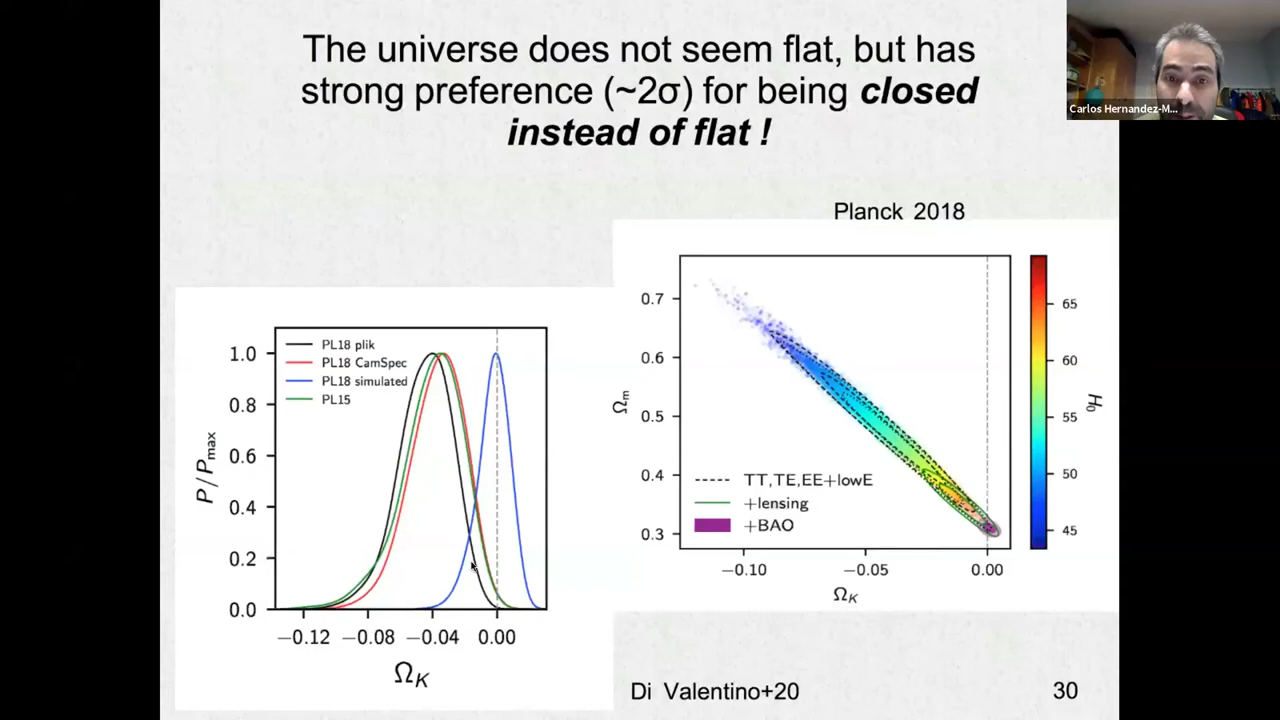 The universe does not seem flat, but has
strong preference (~2σ) for being closed
instead of flat !
Carlos Hernandez-M...
Planck 2018
PL18 plik
PL18 CamSpec
PL18 simulated
PL15
1.0
0.8
0.6
0.4
0.2
0.0
P/Pmax
−0.12 −0.08 −0.04 0.00
ΩK
0.7
0.6
0.5
0.4
0.3
Ωm
TT,TE,EE+lowE
+lensing
+BAO
−0.10 −0.05 0.00
ΩK
65
60
55
50
45
H0
Di Valentino+20
30